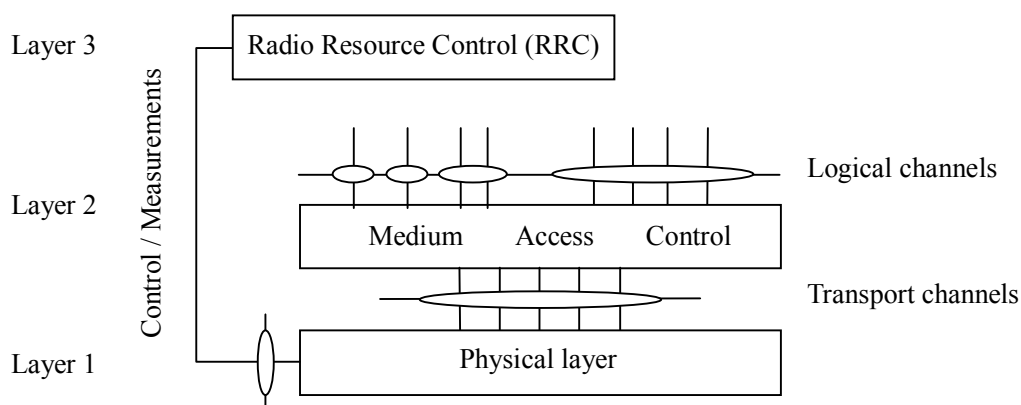 Layer 3
Radio Resource Control (RRC)
Control / Measurements
Logical channels
Layer 2
Medium Access Control
Transport channels
Layer 1
Physical layer